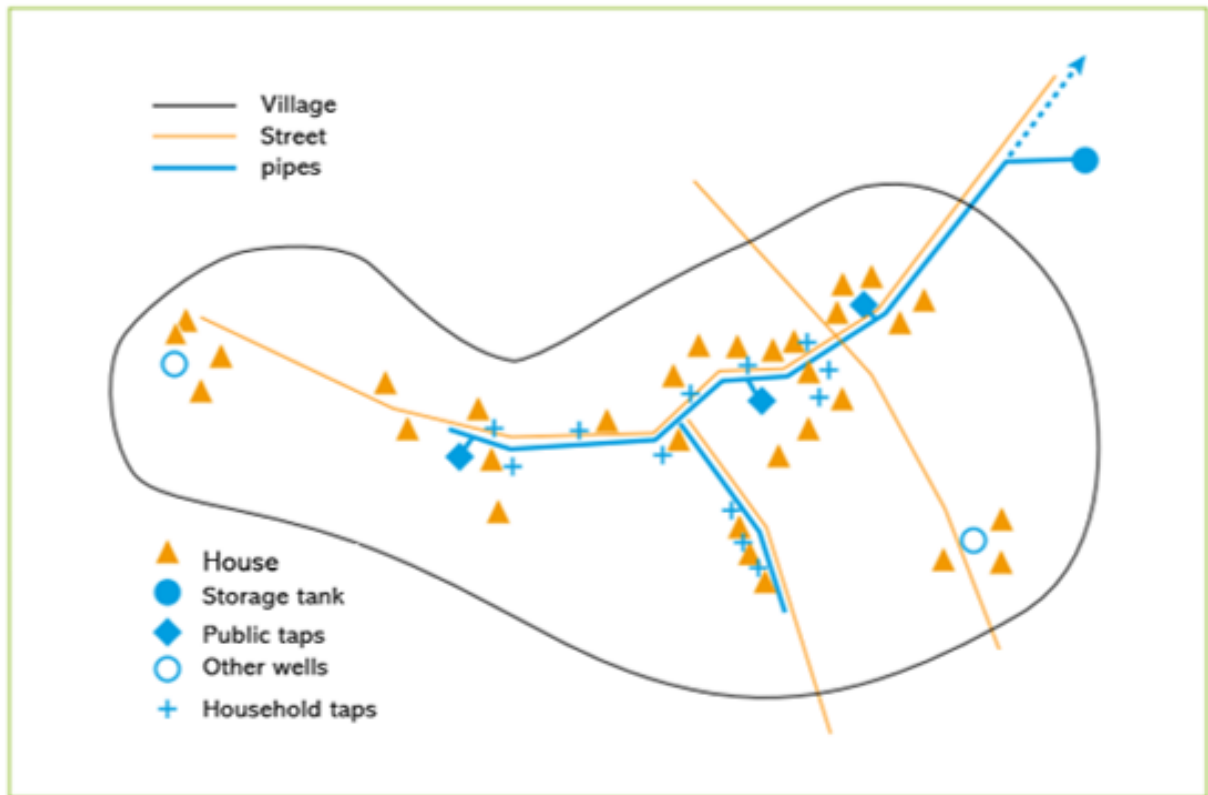 Village
Street
pipes
House
Storage tank
Public taps
Other wells
Household taps